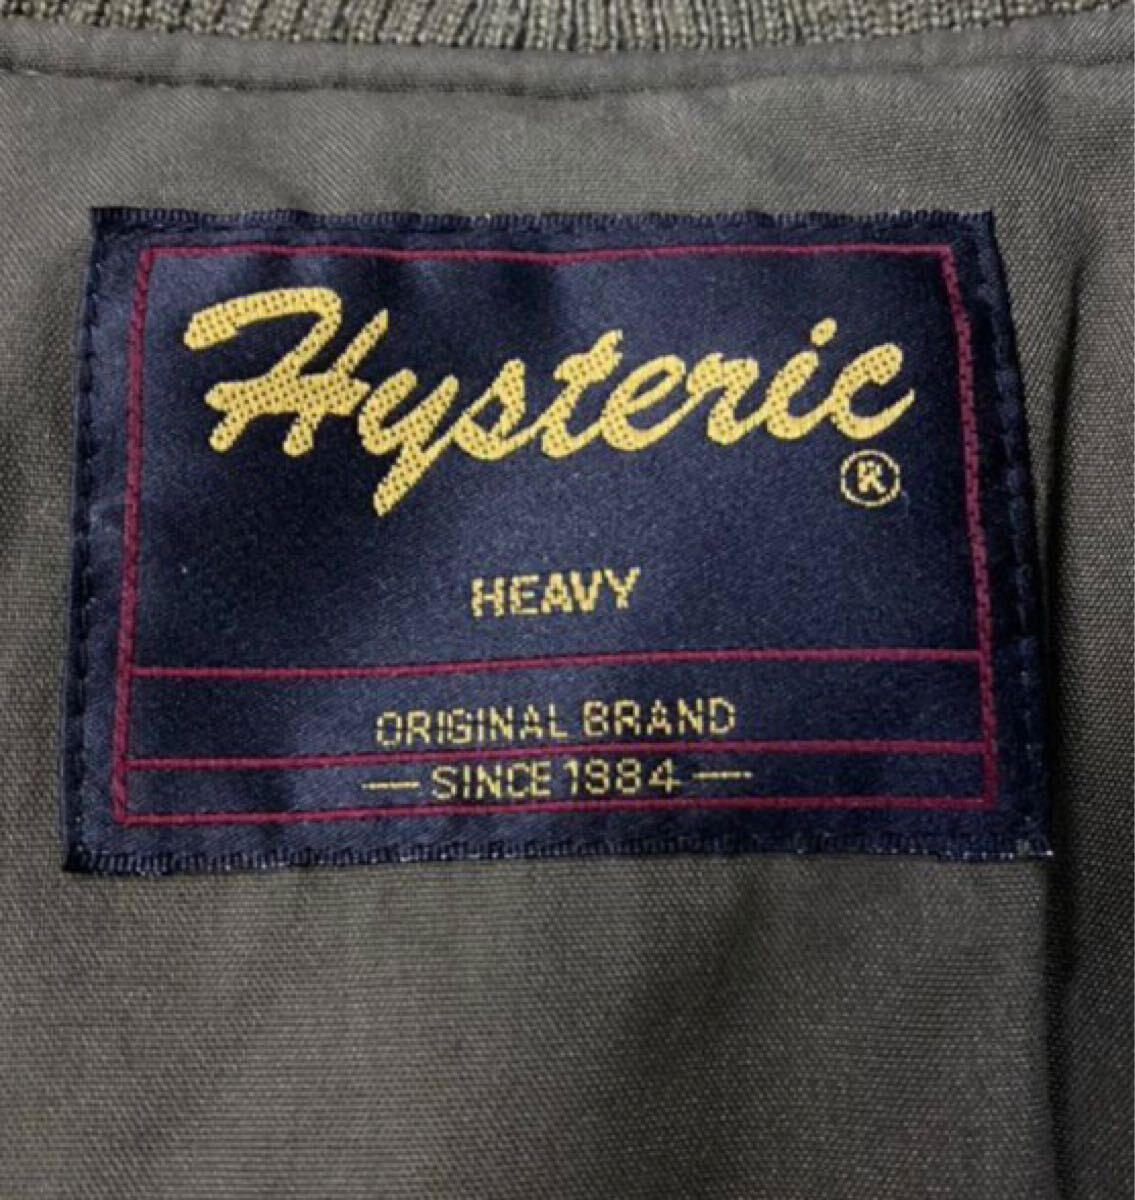 Hysteric
®
HEAVY
ORIGINAL BRAND
— SINCE 1984 —